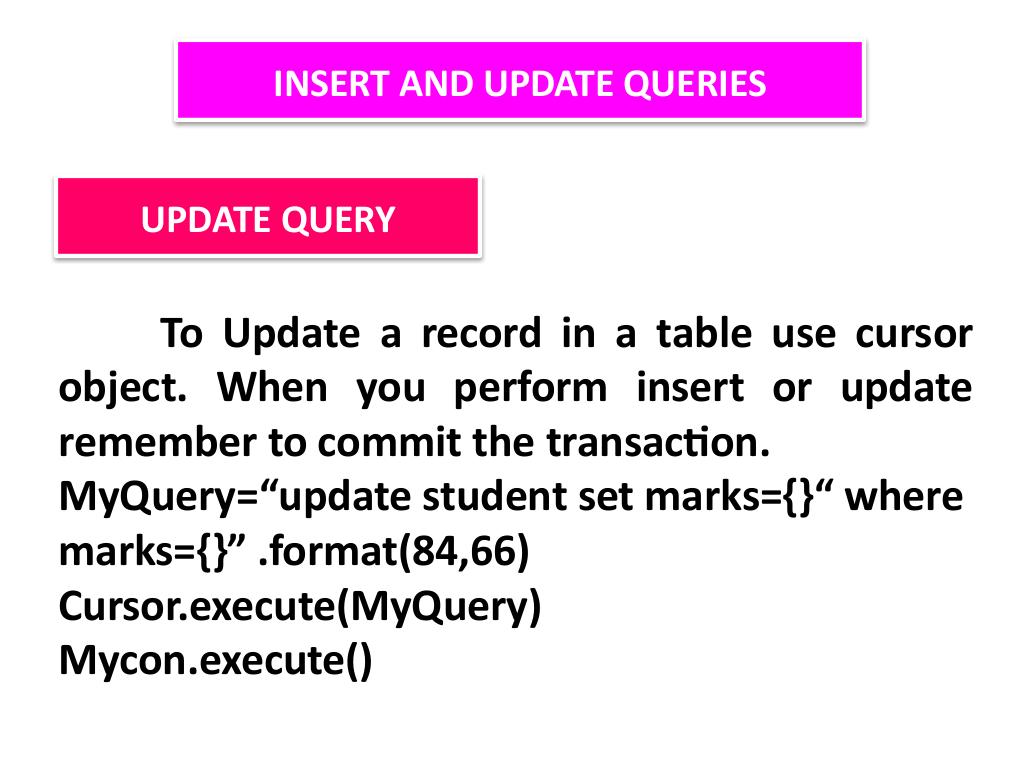 INSERT AND UPDATE QUERIES
UPDATE QUERY
To Update a record in a table use cursor
object. When you perform insert or update
remember to commit the transaction.
MyQuery=“update student set marks={}“ where
marks={}” .format(84,66)
Cursor.execute(MyQuery)
Mycon.execute()